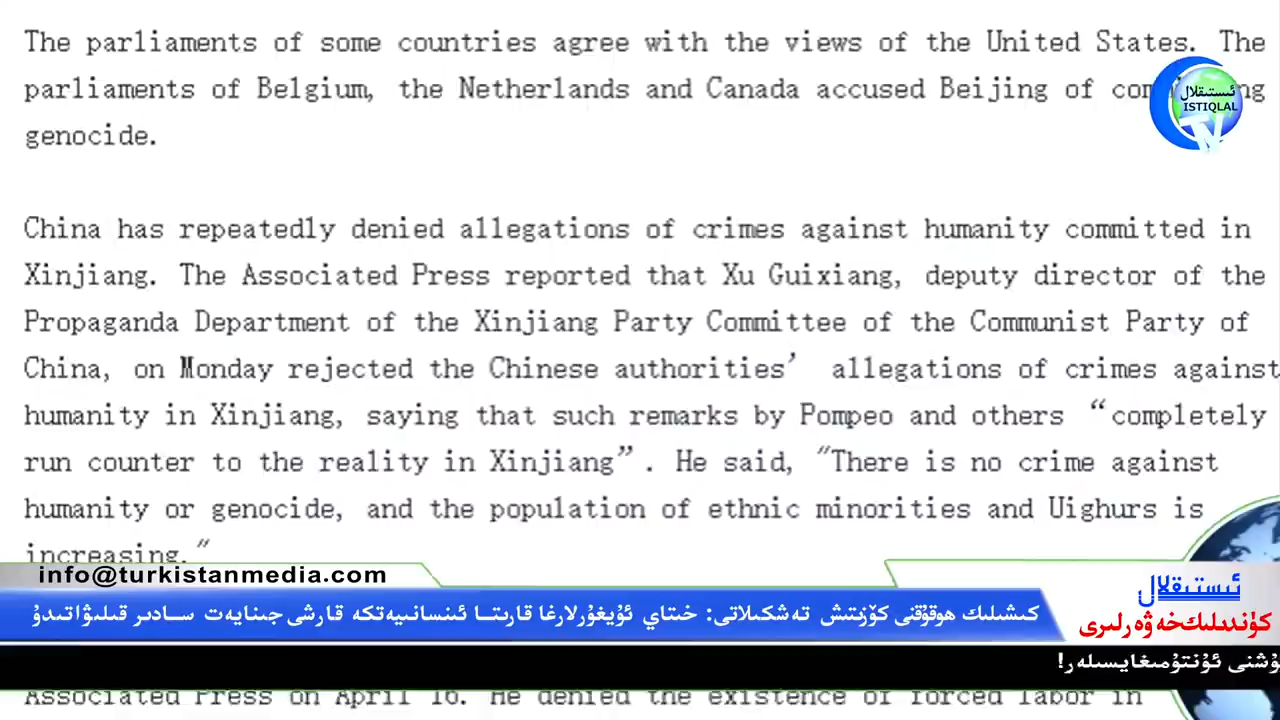 The parliaments of some countries agree with the views of the United States. The
parliaments of Belgium, the Netherlands and Canada accused Beijing of
genocide.
ئىستىقلال
ISTIQLAL
TV
China has repeatedly denied allegations of crimes against humanity committed in
Xinjiang. The Associated Press reported that Xu Guixiang, deputy director of the
Propaganda Department of the Xinjiang Party Committee of the Communist Party of
China, on Monday rejected the Chinese authorities’ allegations of crimes against
humanity in Xinjiang, saying that such remarks by Pompeo and others “completely
run counter to the reality in Xinjiang”. He said, "There is no crime against
humanity or genocide, and the population of ethnic minorities and Uighurs is
increasing."
info@turkistanmedia.com
ئىستىقلال
كىشىلىك ھوقۇقنى كۆزىتىش تەشكىلاتى: خىتاي ئۇيغۇرلارغا قارىتا ئىنسانىيەتكە قارشى جىنايەت سادىر قىلىۋاتىدۇ
كۈندىلىك خەۋەرلىرى
ئۇنتۇمىغايسىلەر!
Associated Press on April 16. He denied the existence of forced labor in